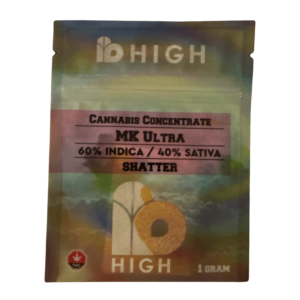 HIGH
CANNABIS CONCENTRATE
MK ULTRA
60% INDICA / 40% SATIVA
SHATTER
HIGH
1 GRAM